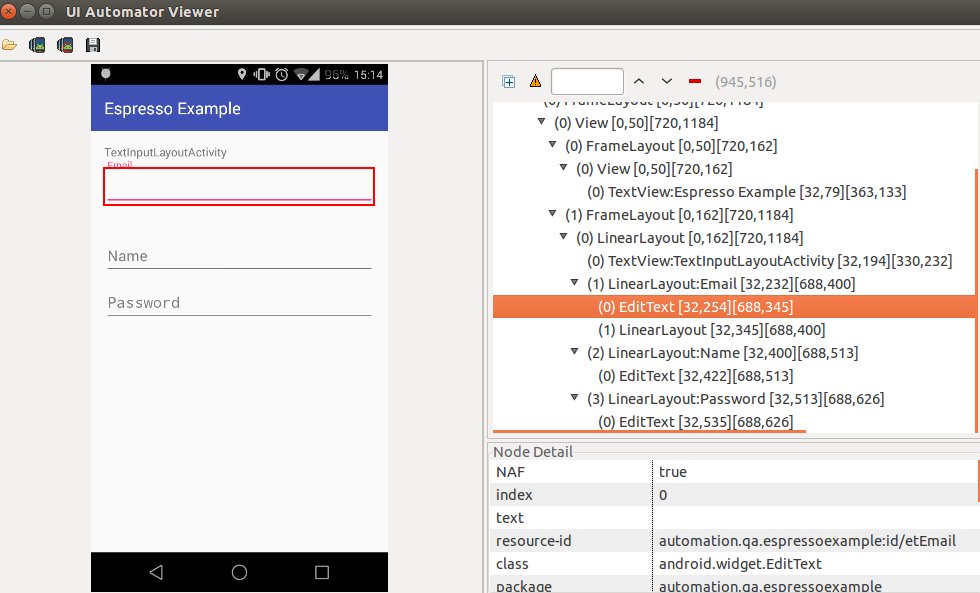 UI Automator Viewer
96% 15:14
Espresso Example
TextInputLayoutActivity
Email
Name
Password
(945,516)
(0) FrameLayout [0,50][720,1184]
(0) View [0,50][720,1184]
(0) FrameLayout [0,50][720,162]
(0) View [0,50][720,162]
(0) TextView:Espresso Example [32,79][363,133]
(1) FrameLayout [0,162][720,1184]
(0) LinearLayout [0,162][720,1184]
(0) TextView:TextInputLayoutActivity [32,194][330,232]
(1) LinearLayout:Email [32,232][688,400]
(0) EditText [32,254][688,345]
(1) LinearLayout [32,345][688,400]
(2) LinearLayout:Name [32,400][688,513]
(0) EditText [32,422][688,513]
(3) LinearLayout:Password [32,513][688,626]
(0) EditText [32,535][688,626]
Node Detail
NAF true
index 0
text
resource-id automation.qa.espressoexample:id/etEmail
class android.widget.EditText
package automation.qa.espressoexample